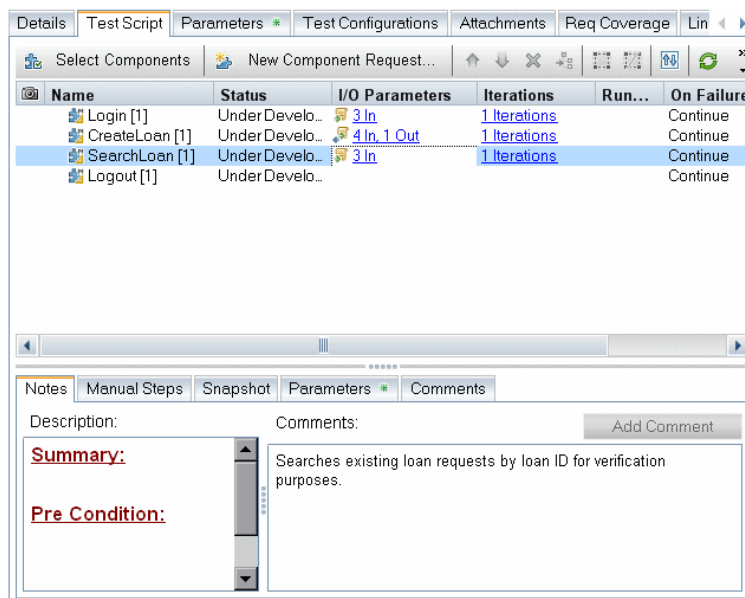 Details Test Script Parameters * Test Configurations Attachments Req Coverage Lin
Select Components New Component Request... »
Name Status I/O Parameters Iterations Run... On Failure
Login [1] Under Develo... 3 In 1 Iterations Continue
CreateLoan [1] Under Develo... 4 In, 1 Out Continue
SearchLoan [1] Under Develo... 3 In 1 Iterations Continue
Logout [1] Under Develo... Continue
Notes Manual Steps Snapshot Parameters * Comments
Description: Comments: Add Comment
Summary:
Pre Condition:
Searches existing loan requests by loan ID for verification
purposes.